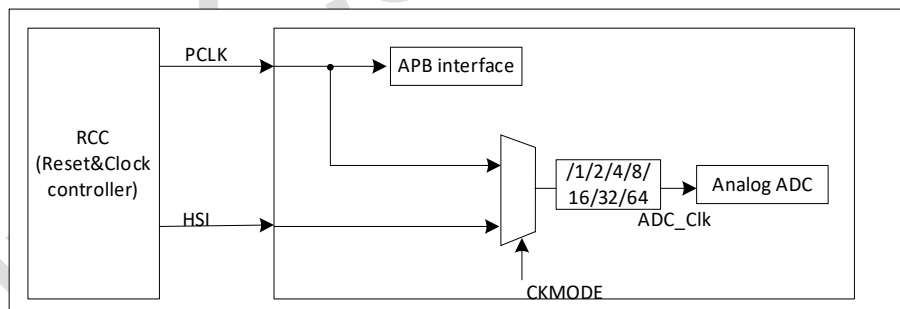 PCLK
APB interface
RCC
(Reset&Clock
controller)
/1/2/4/8/
16/32/64
Analog ADC
HSI
ADC_Clk
CKMODE